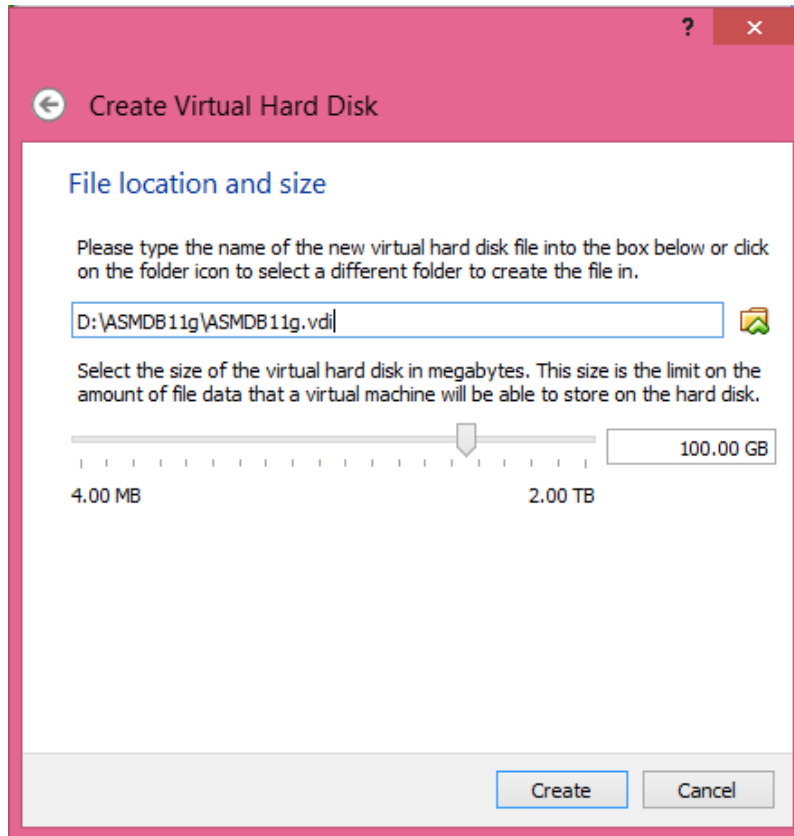 ?
Create Virtual Hard Disk
File location and size
Please type the name of the new virtual hard disk file into the box below or click
on the folder icon to select a different folder to create the file in.
D:\ASMDB11g\ASMDB11g.vdi
Select the size of the virtual hard disk in megabytes. This size is the limit on the
amount of file data that a virtual machine will be able to store on the hard disk.
100.00 GB
4.00 MB 2.00 TB
Create Cancel